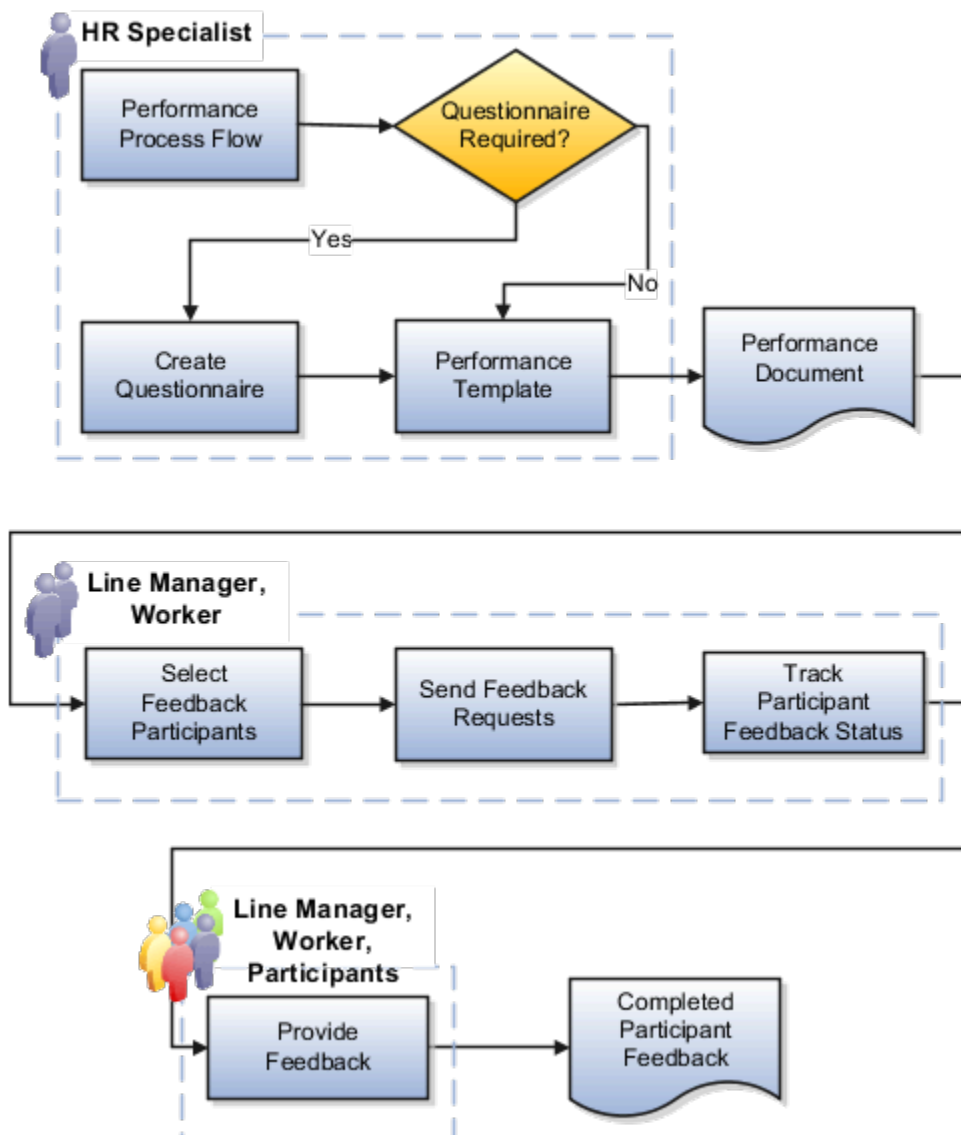 HR Specialist
Performance
Process Flow
Questionnaire
Required?
Yes
No
Create
Questionnaire
Performance
Template
Performance
Document
Line Manager,
Worker
Select
Feedback
Participants
Send Feedback
Requests
Track
Participant
Feedback Status
Line Manager,
Worker,
Participants
Provide
Feedback
Completed
Participant
Feedback